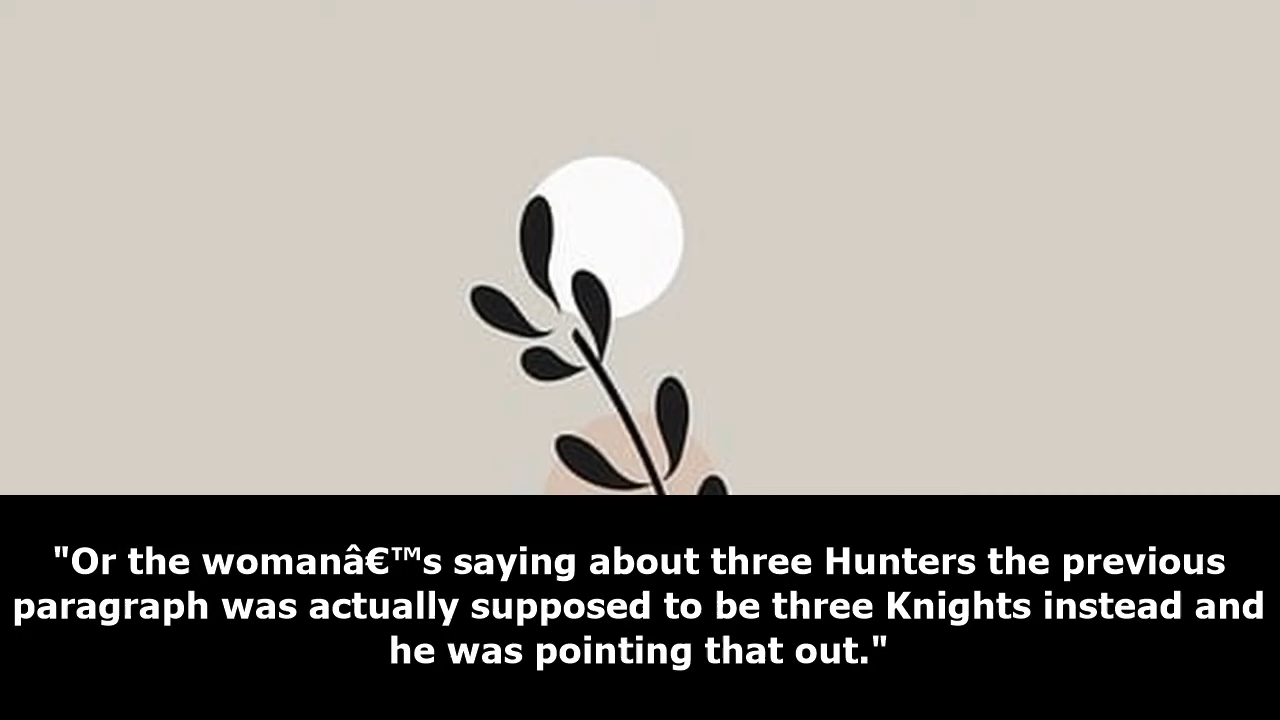 "Or the womanâ€™s saying about three Hunters the previous
paragraph was actually supposed to be three Knights instead and
he was pointing that out."